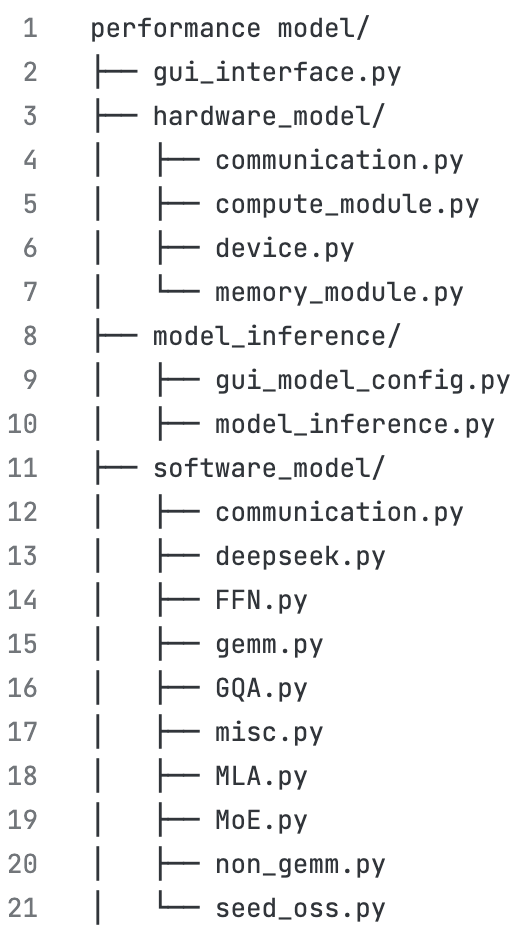 1 performance model/
2 ├── gui_interface.py
3 ├── hardware_model/
4 │   ├── communication.py
5 │   ├── compute_module.py
6 │   ├── device.py
7 │   └── memory_module.py
8 ├── model_inference/
9 │   ├── gui_model_config.py
10 │   ├── model_inference.py
11 ├── software_model/
12 │   ├── communication.py
13 │   ├── deepseek.py
14 │   ├── FFN.py
15 │   ├── gemm.py
16 │   ├── GQA.py
17 │   ├── misc.py
18 │   ├── MLA.py
19 │   ├── MoE.py
20 │   ├── non_gemm.py
21 │   └── seed_oss.py